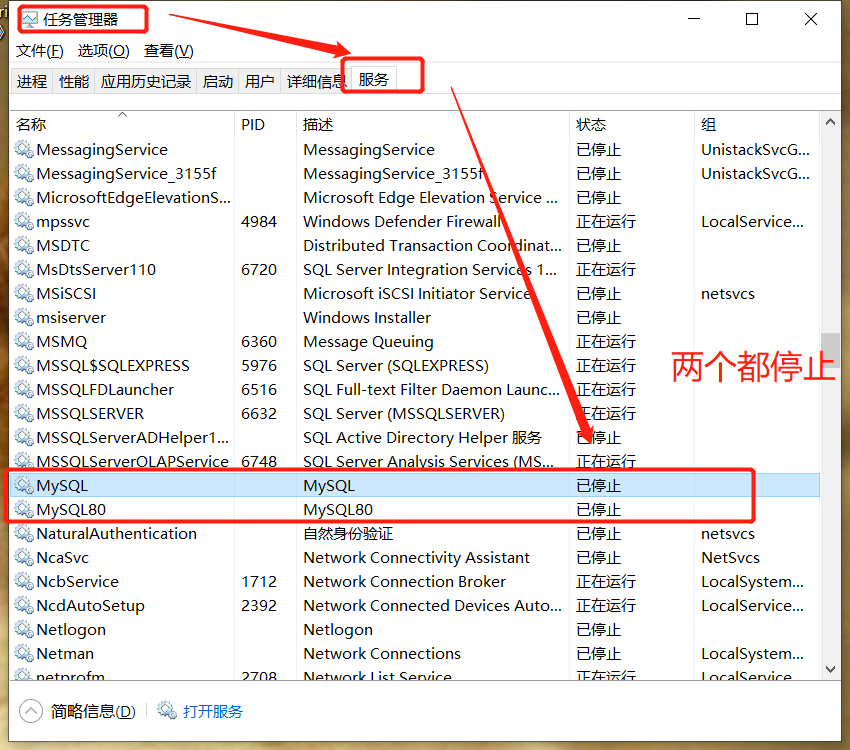 任务管理器
文件(F) 选项(O) 查看(V)
进程 性能 应用历史记录 启动 用户 详细信息 服务
名称 PID 描述 状态 组
MessagingService MessagingService 已停止 UnistackSvcG...
MessagingService_3155f MessagingService_3155f 已停止 UnistackSvcG...
MicrosoftEdgeElevationS... Microsoft Edge Elevation Service ... 已停止
mpssvc 4984 Windows Defender Firewall 正在运行 LocalService...
MSDTC Distributed Transaction Coordinat... 已停止
MsDtsServer110 6720 SQL Server Integration Services 1... 正在运行
MSiSCSI Microsoft iSCSI Initiator Service 已停止 netsvcs
msiserver Windows Installer 已停止
MSMQ 6360 Message Queuing 正在运行
MSSQL$SQLEXPRESS 5976 SQL Server (SQLEXPRESS) 正在运行
两个都停止
MSSQLFDLauncher 6516 SQL Full-text Filter Daemon Launc... 正在运行
MSSQLSERVER 6632 SQL Server (MSSQLSERVER) 正在运行
MSSQLServerADHelper1... SQL Active Directory Helper 服务 已停止
MSSQLServerOLAPService 6748 SQL Server Analysis Services (MS... 正在运行
MySQL MySQL 已停止
MySQL80 MySQL80 已停止
NaturalAuthentication 自然身份验证 已停止 netsvcs
NcaSvc Network Connectivity Assistant 已停止 NetSvcs
NcbService 1712 Network Connection Broker 正在运行 LocalSystem...
NcdAutoSetup 2392 Network Connected Devices Auto... 正在运行 LocalService...
Netlogon Netlogon 已停止
Netman Network Connections 已停止 LocalSystem...
netprofm 2708 Network List Service 正在运行 LocalService
简略信息(D) 打开服务